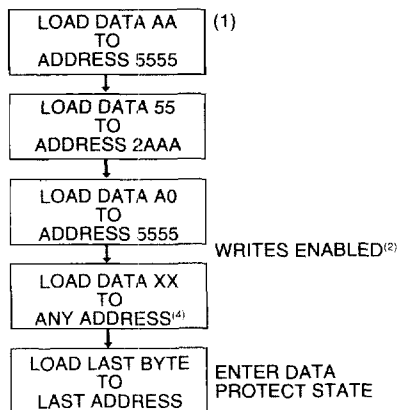 LOAD DATA AA
TO
ADDRESS 5555
(1)
LOAD DATA 55
TO
ADDRESS 2AAA
LOAD DATA A0
TO
ADDRESS 5555
WRITES ENABLED(2)
LOAD DATA XX
TO
ANY ADDRESS(4)
LOAD LAST BYTE
TO
LAST ADDRESS
ENTER DATA
PROTECT STATE